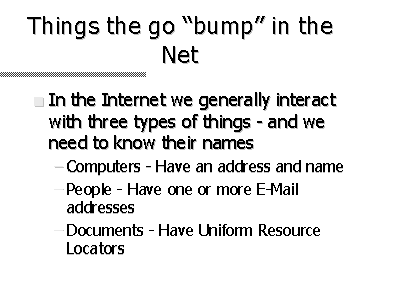 Things the go “bump” in the
Net
In the Internet we generally interact
with three types of things - and we
need to know their names
– Computers - Have an address and name
– People - Have one or more E-Mail
addresses
– Documents - Have Uniform Resource
Locators